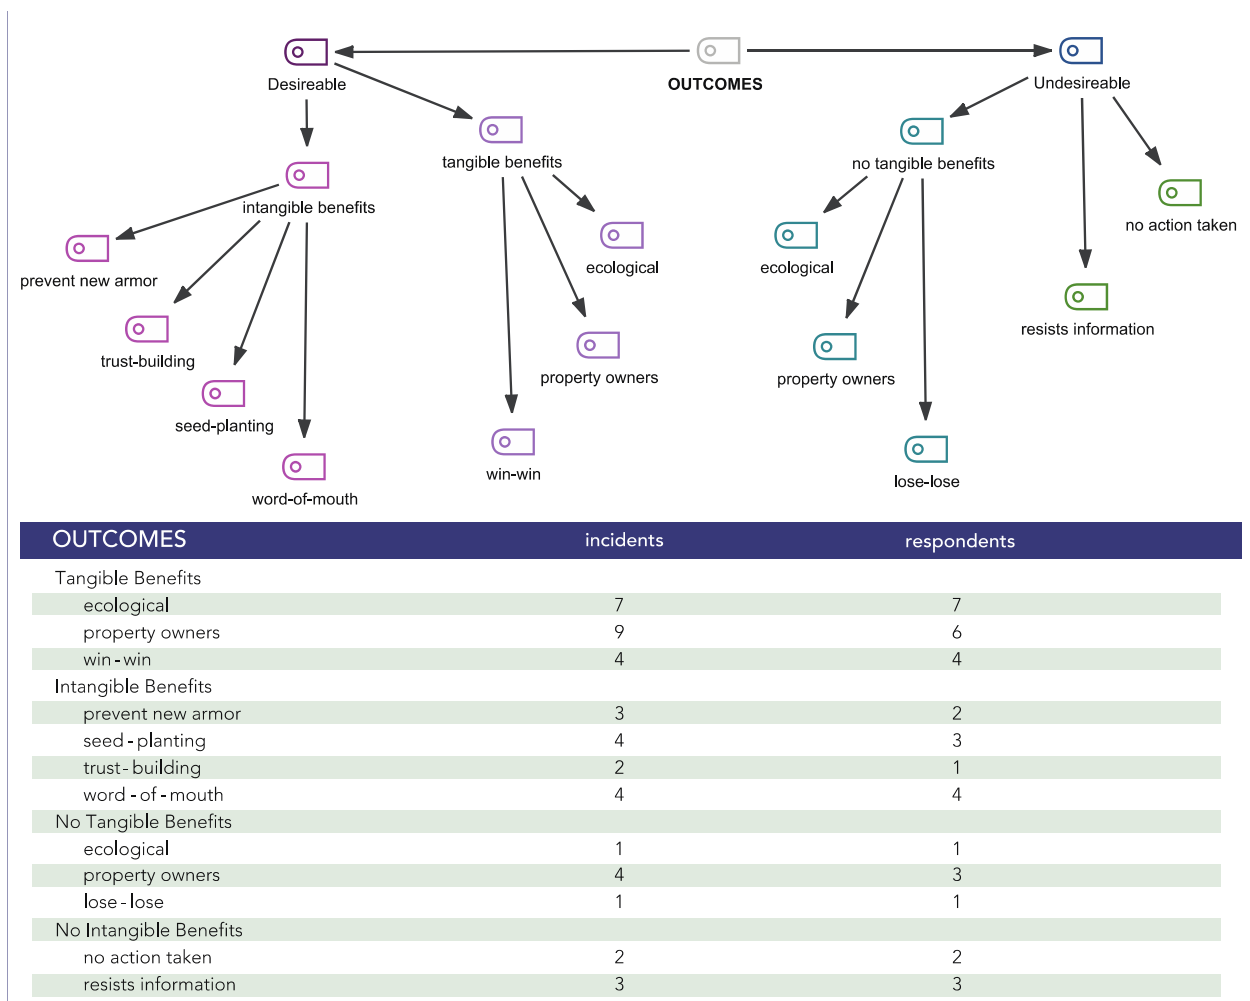 Desireable
OUTCOMES
Undesireable
tangible benefits
no tangible benefits
intangible benefits
no action taken
prevent new armor
ecological
ecological
trust-building
resists information
property owners
property owners
seed-planting
win-win
lose-lose
word-of-mouth
OUTCOMES incidents respondents
Tangible Benefits
ecological 7 7
property owners 9 6
win-win 4 4
Intangible Benefits
prevent new armor 3 2
seed-planting 4 3
trust-building 2 1
word-of-mouth 4 4
No Tangible Benefits
ecological 1 1
property owners 4 3
lose-lose 1 1
No Intangible Benefits
no action taken 2 2
resists information 3 3